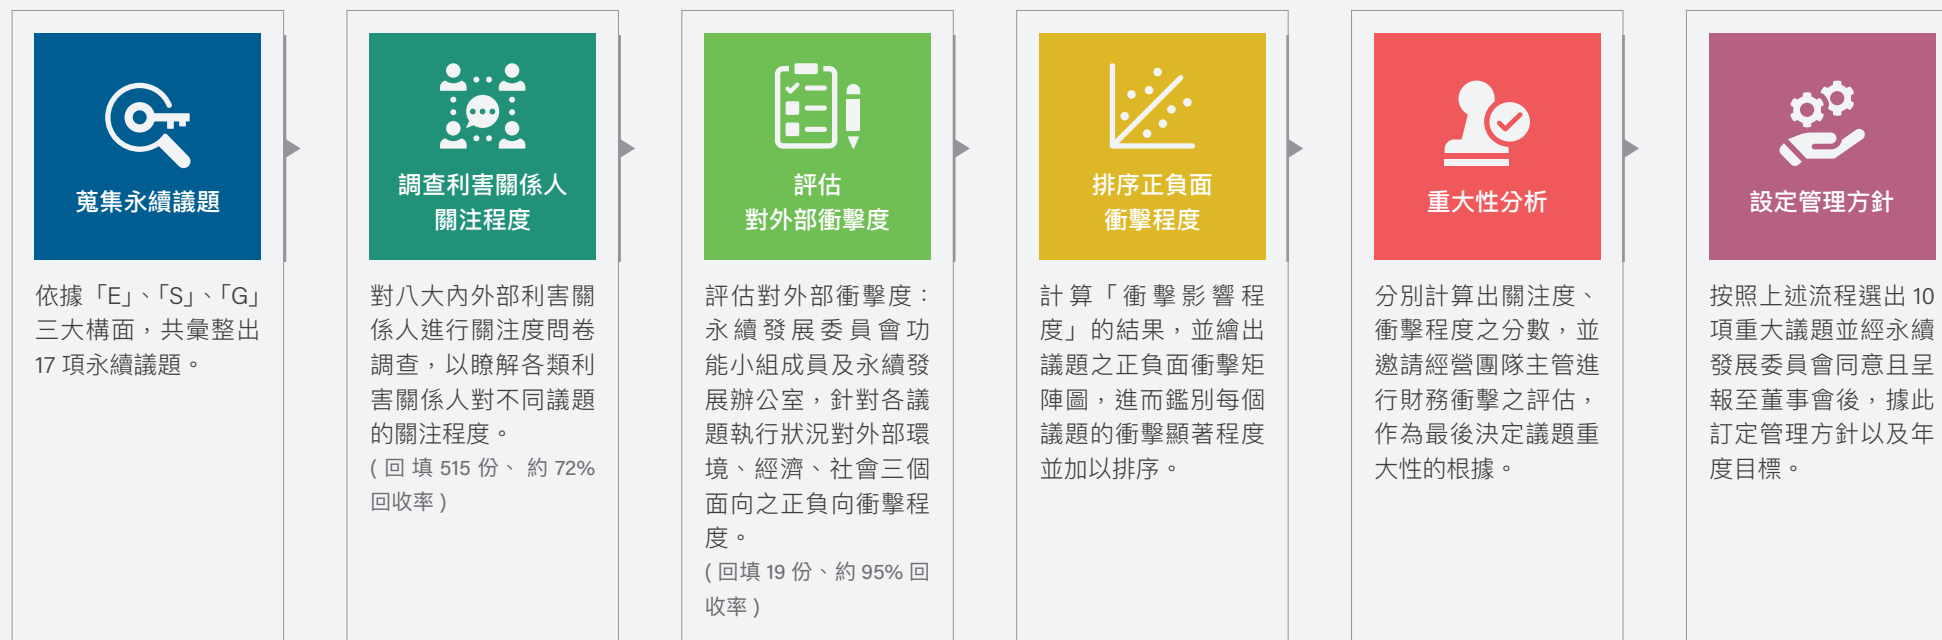 蒐集永續議題
依據「E」、「S」、「G」
三大構面，共彙整出
17 項永續議題。
調查利害關係人
關注程度
對八大內外部利害關
係人進行關注度問卷
調查，以瞭解各類利
害關係人對不同議題
的關注程度。
( 回 填 515 份、 約 72%
回收率 )
評估
對外部衝擊度
評估對外部衝擊度：
永續發展委員會功
能小組成員及永續發
展辦公室，針對各議
題執行狀況對外部環
境、經濟、社會三個
面向之正負向衝擊程
度。
( 回填 19 份、約 95% 回
收率 )
排序正負面
衝擊程度
計算「衝擊影響程
度」的結果，並繪出
議題之正負面衝擊矩
陣圖，進而鑑別每個
議題的衝擊顯著程度
並加以排序。
重大性分析
分別計算出關注度、
衝擊程度之分數，並
邀請經營團隊主管進
行財務衝擊之評估，
作為最後決定議題重
大性的根據。
設定管理方針
按照上述流程選出 10
項重大議題並經永續
發展委員會同意且呈
報至董事會後，據此
訂定管理方針以及年
度目標。